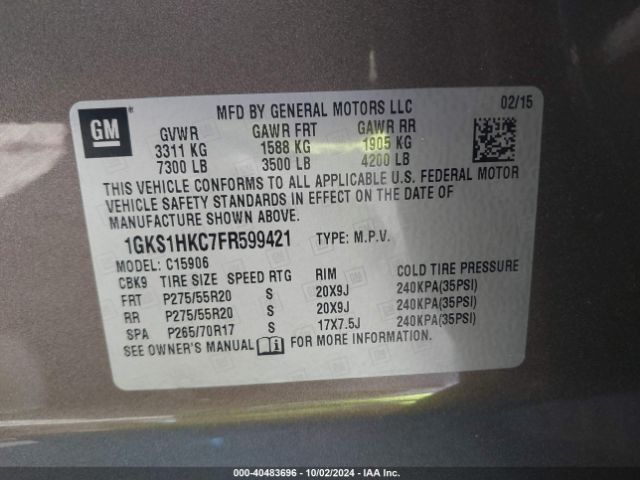 GM
MFD BY GENERAL MOTORS LLC 02/15
GVWR GAWR FRT GAWR RR
3311 KG 1588 KG 1905 KG
7300 LB 3500 LB 4200 LB
THIS VEHICLE CONFORMS TO ALL APPLICABLE U.S. FEDERAL MOTOR
VEHICLE SAFETY STANDARDS IN EFFECT ON THE DATE OF
MANUFACTURE SHOWN ABOVE.
1GKS1HKC7FR599421 TYPE: M.P.V.
MODEL: C15906
CBK9 TIRE SIZE SPEED RTG RIM COLD TIRE PRESSURE
FRT P275/55R20 S 20X9J 240KPA(35PSI)
RR P275/55R20 S 20X9J 240KPA(35PSI)
SPA P265/70R17 S 17X7.5J 240KPA(35PSI)
SEE OWNER'S MANUAL FOR MORE INFORMATION.
000-40483696 - 10/02/2024 - IAA Inc.